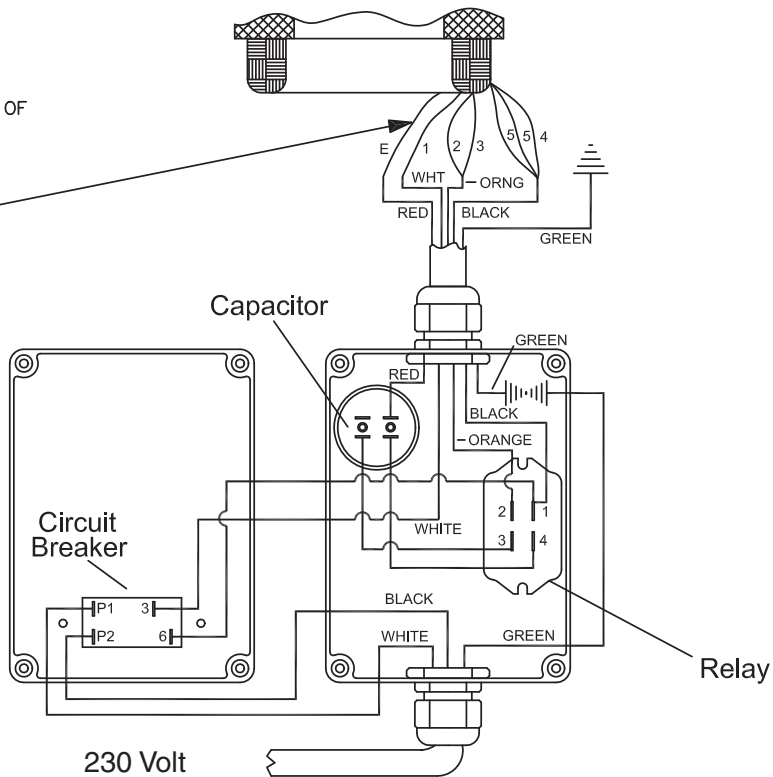 OF
E
1
2
3
5
5
4
WHT
ORNG
RED
BLACK
GREEN
Capacitor
GREEN
RED
BLACK
ORANGE
2
1
3
4
WHITE
Circuit
Breaker
P1
3
P2
6
BLACK
WHITE
GREEN
Relay
230 Volt